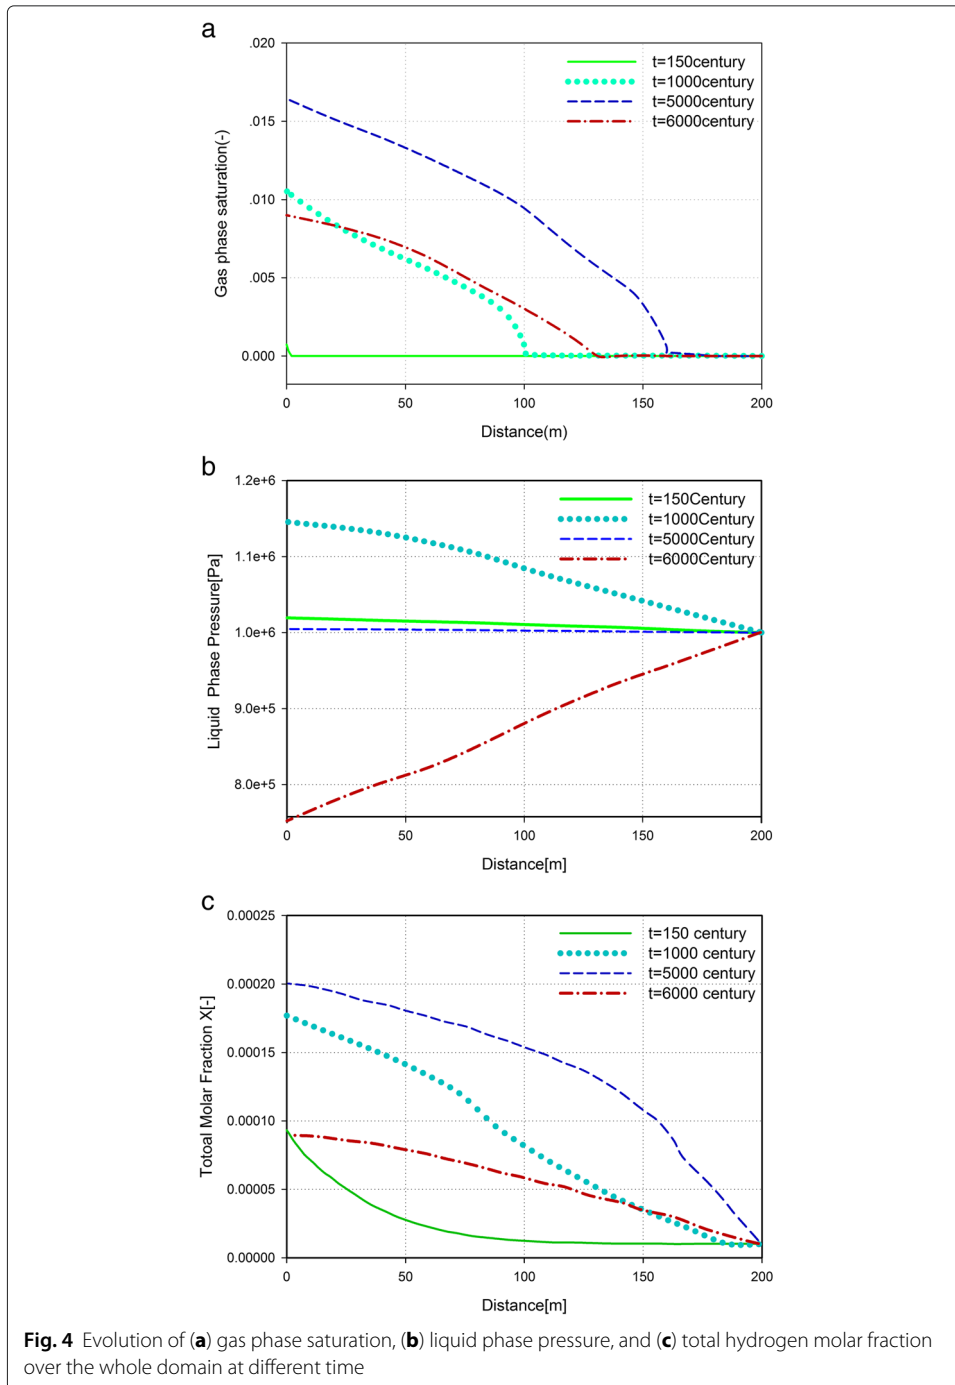 a
.020
.015
.010
.005
0.000
Gas phase saturation(-)
t=150century
t=1000century
t=5000century
t=6000century
0 50 100 150 200
Distance(m)
b
1.2e+6
1.1e+6
1.0e+6
9.0e+5
8.0e+5
Liquid Phase Pressure[Pa]
t=150Century
t=1000Century
t=5000Century
t=6000Century
0 50 100 150 200
Distance[m]
c
0.00025
0.00020
0.00015
0.00010
0.00005
0.00000
Totoal Molar Fraction X[-]
t=150 century
t=1000 century
t=5000 century
t=6000 century
0 50 100 150 200
Distance[m]
Fig. 4 Evolution of (a) gas phase saturation, (b) liquid phase pressure, and (c) total hydrogen molar fraction
over the whole domain at different time